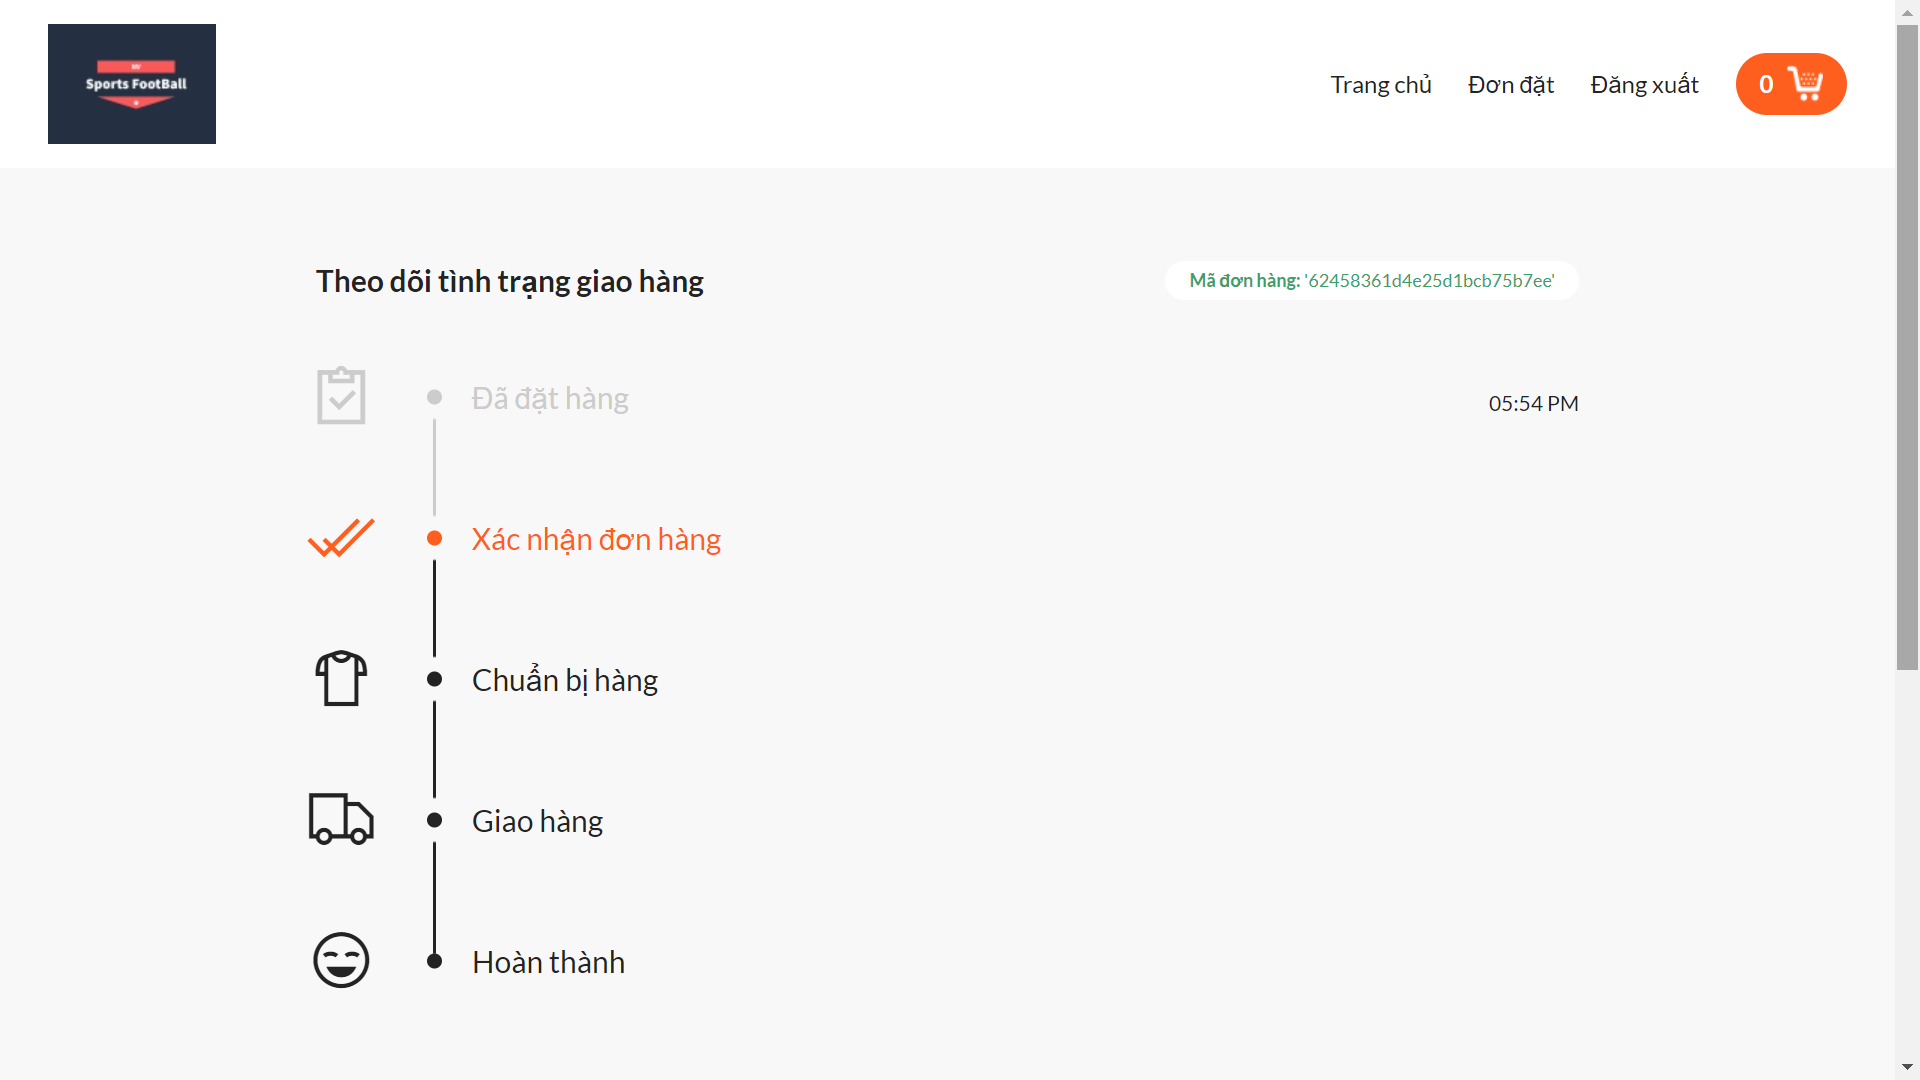 MV
Sports FootBall
Trang chủ
Đơn đặt
Đăng xuất
0
Theo dõi tình trạng giao hàng
Mã đơn hàng: '62458361d4e25d1bcb75b7ee'
Đã đặt hàng
05:54 PM
Xác nhận đơn hàng
Chuẩn bị hàng
Giao hàng
Hoàn thành